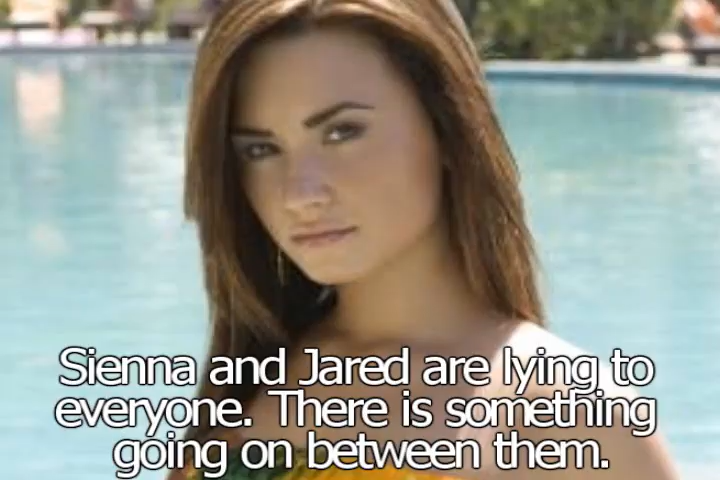 Sienna and Jared are lying to
everyone. There is something
going on between them.